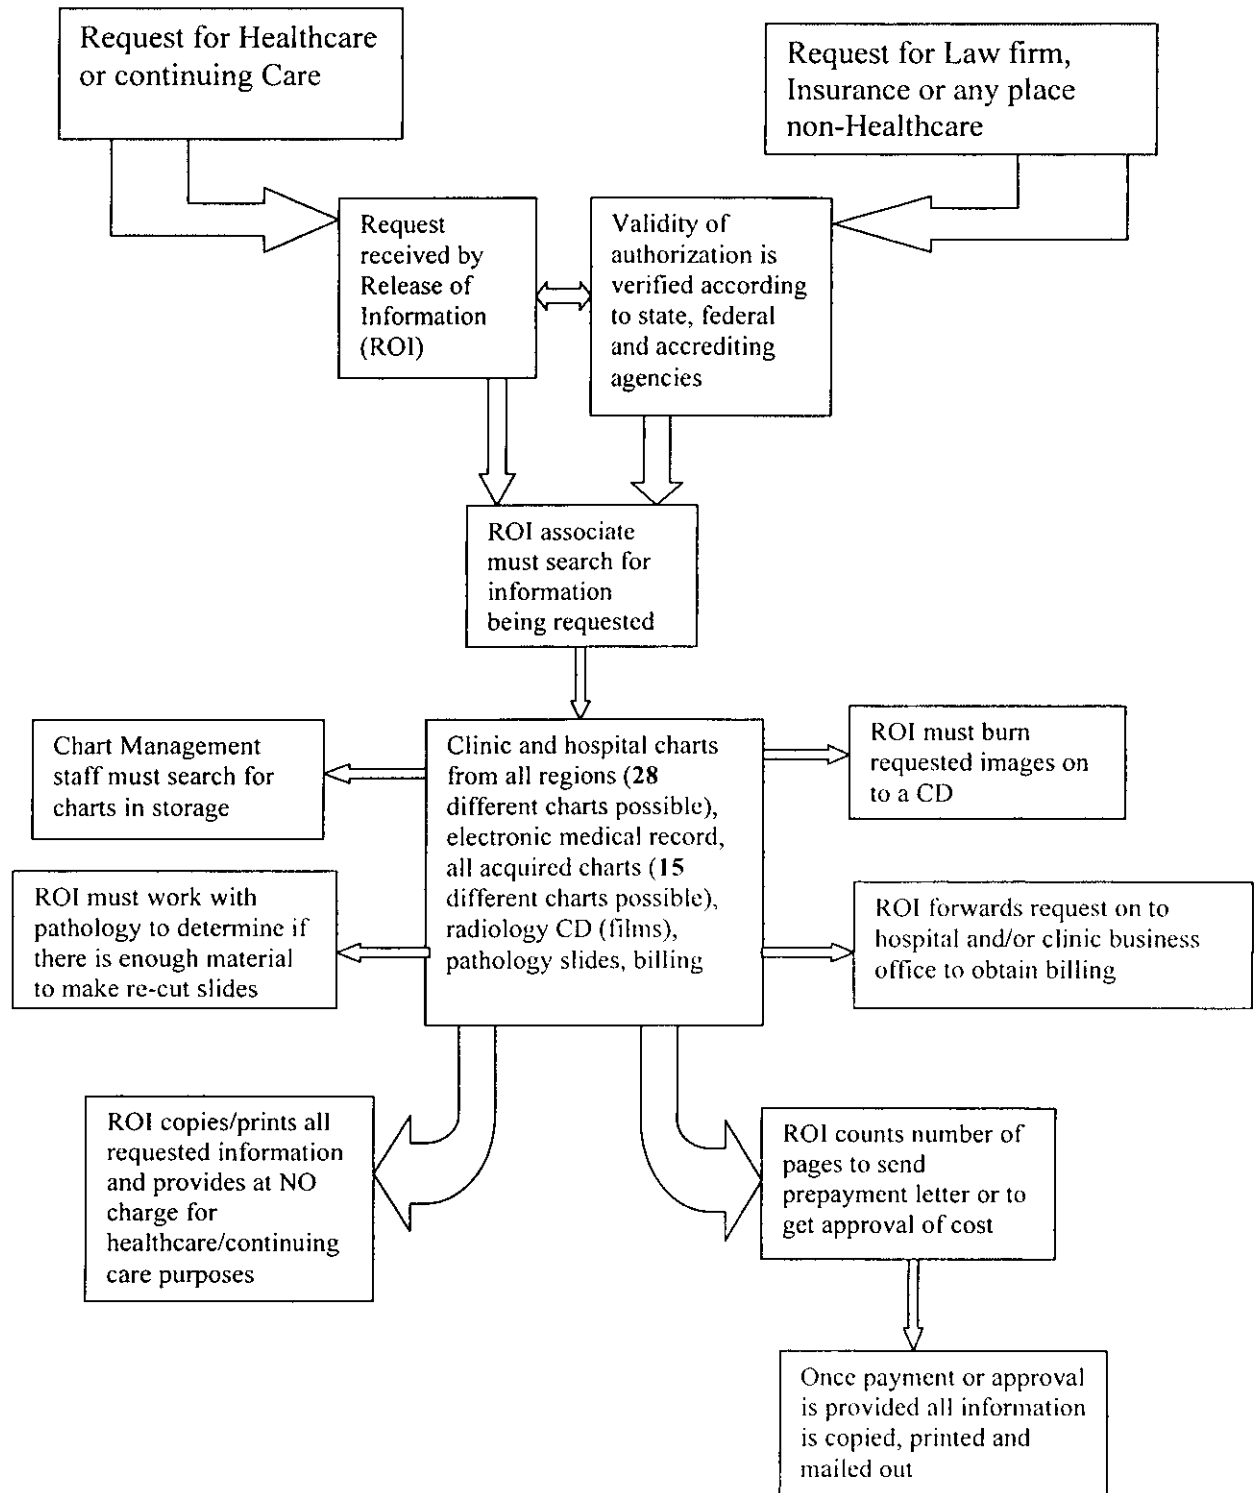 Request for Healthcare
or continuing Care
Request for Law firm,
Insurance or any place
non-Healthcare
Request
received by
Release of
Information
(ROI)
Validity of
authorization is
verified according
to state, federal
and accrediting
agencies
ROI associate
must search for
information
being requested
Chart Management
staff must search for
charts in storage
Clinic and hospital charts
from all regions (28
different charts possible),
electronic medical record,
all acquired charts (15
different charts possible),
radiology CD (films),
pathology slides, billing
ROI must burn
requested images on
to a CD
ROI must work with
pathology to determine if
there is enough material
to make re-cut slides
ROI forwards request on to
hospital and/or clinic business
office to obtain billing
ROI copies/prints all
requested information
and provides at NO
charge for
healthcare/continuing
care purposes
ROI counts number of
pages to send
prepayment letter or to
get approval of cost
Once payment or approval
is provided all information
is copied, printed and
mailed out